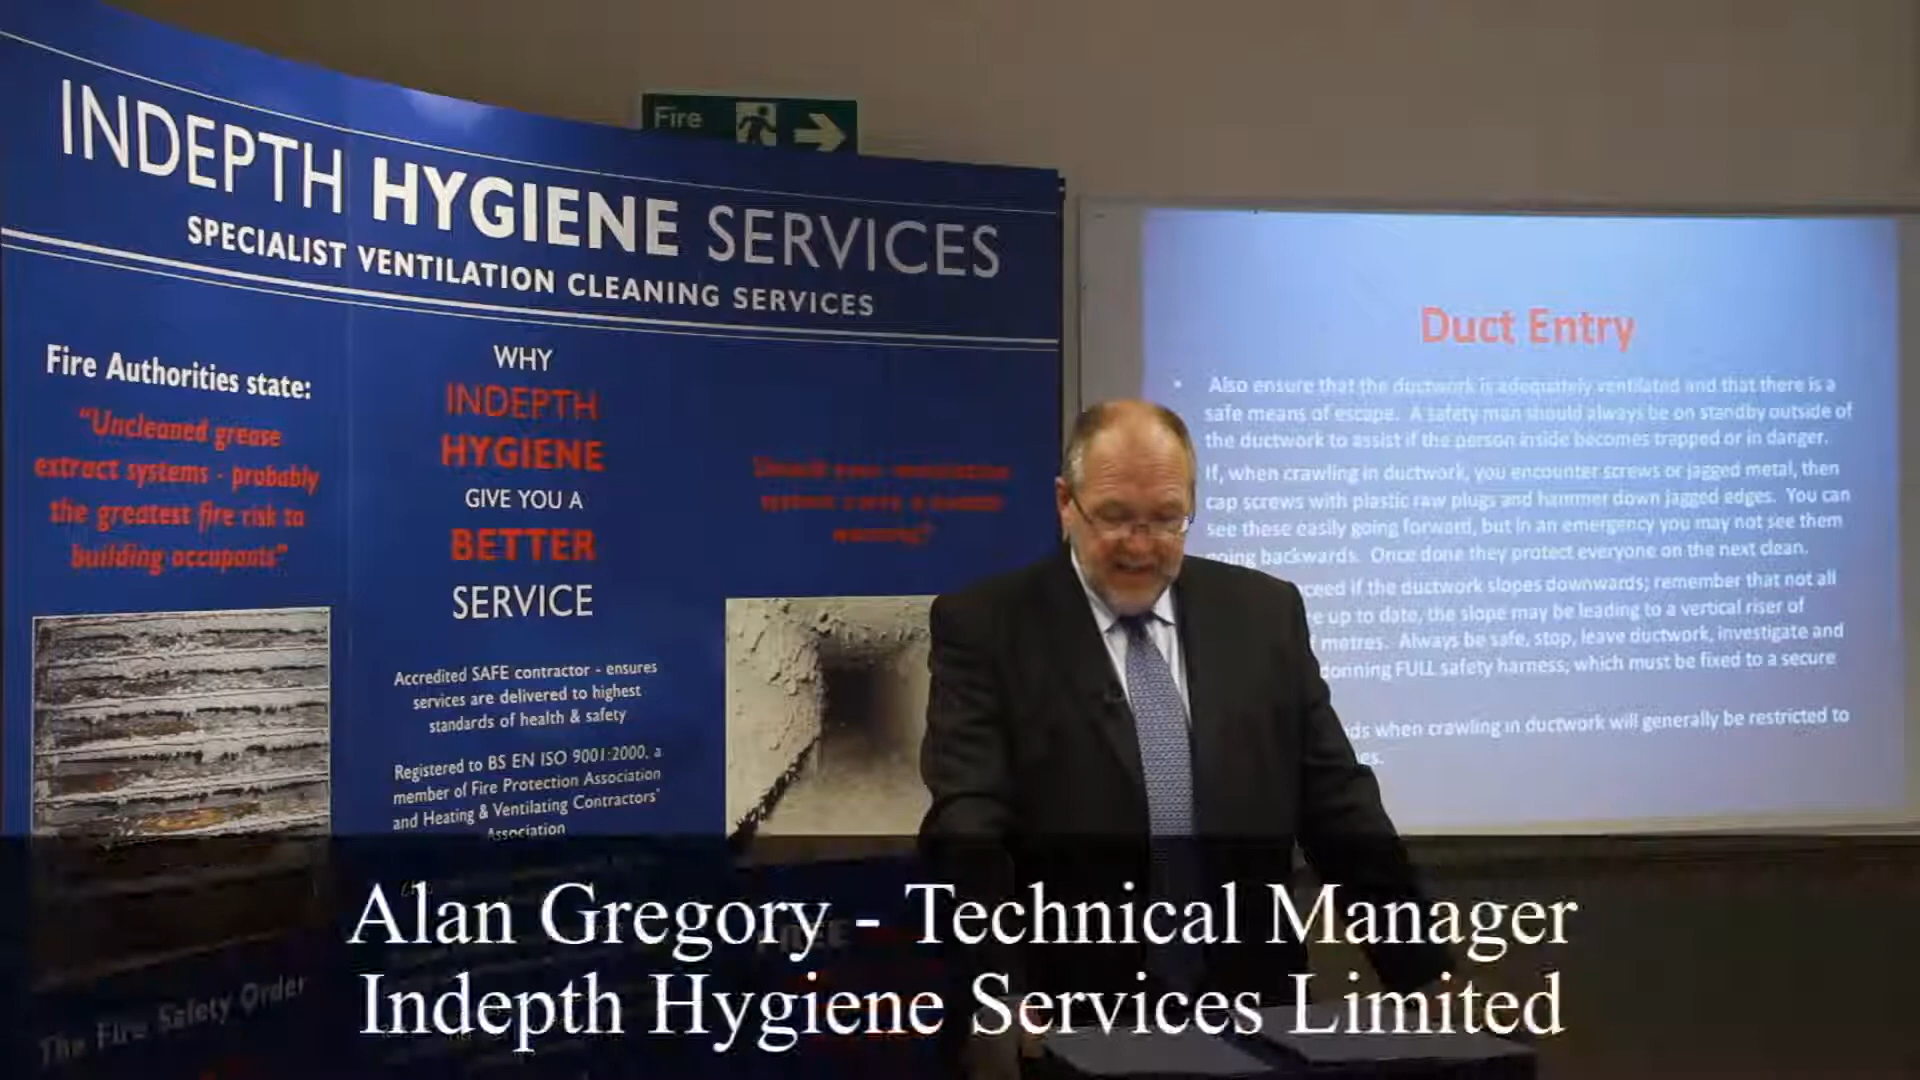 Fire
INDEPTH HYGIENE SERVICES
SPECIALIST VENTILATION CLEANING SERVICES
Fire Authorities state:
"Uncleaned grease
extract systems - probably
the greatest fire risk to
building occupants"
WHY
INDEPTH
HYGIENE
GIVE YOU A
BETTER
SERVICE
Accredited SAFE contractor - ensures
services are delivered to highest
standards of health & safety
Registered to BS EN ISO 9001:2000, a
member of Fire Protection Association
and Heating & Ventilating Contractors'
Association
The Fire Safety Order
Duct Entry
• Also ensure that the ductwork is adequately ventilated and that there is a
safe means of escape. A safety man should always be on standby outside of
the ductwork to assist if the person inside becomes trapped or in danger.
If, when crawling in ductwork, you encounter screws or jagged metal, then
cap screws with plastic raw plugs and hammer down jagged edges. You can
see these easily going forward, but in an emergency you may not see them
going backwards. Once done they protect everyone on the next clean.
if the ductwork slopes downwards; remember that not all
up to date, the slope may be leading to a vertical riser of
metres. Always be safe, stop, leave ductwork, investigate and
donning FULL safety harness, which must be fixed to a secure
when crawling in ductwork will generally be restricted to
Alan Gregory - Technical Manager
Indepth Hygiene Services Limited